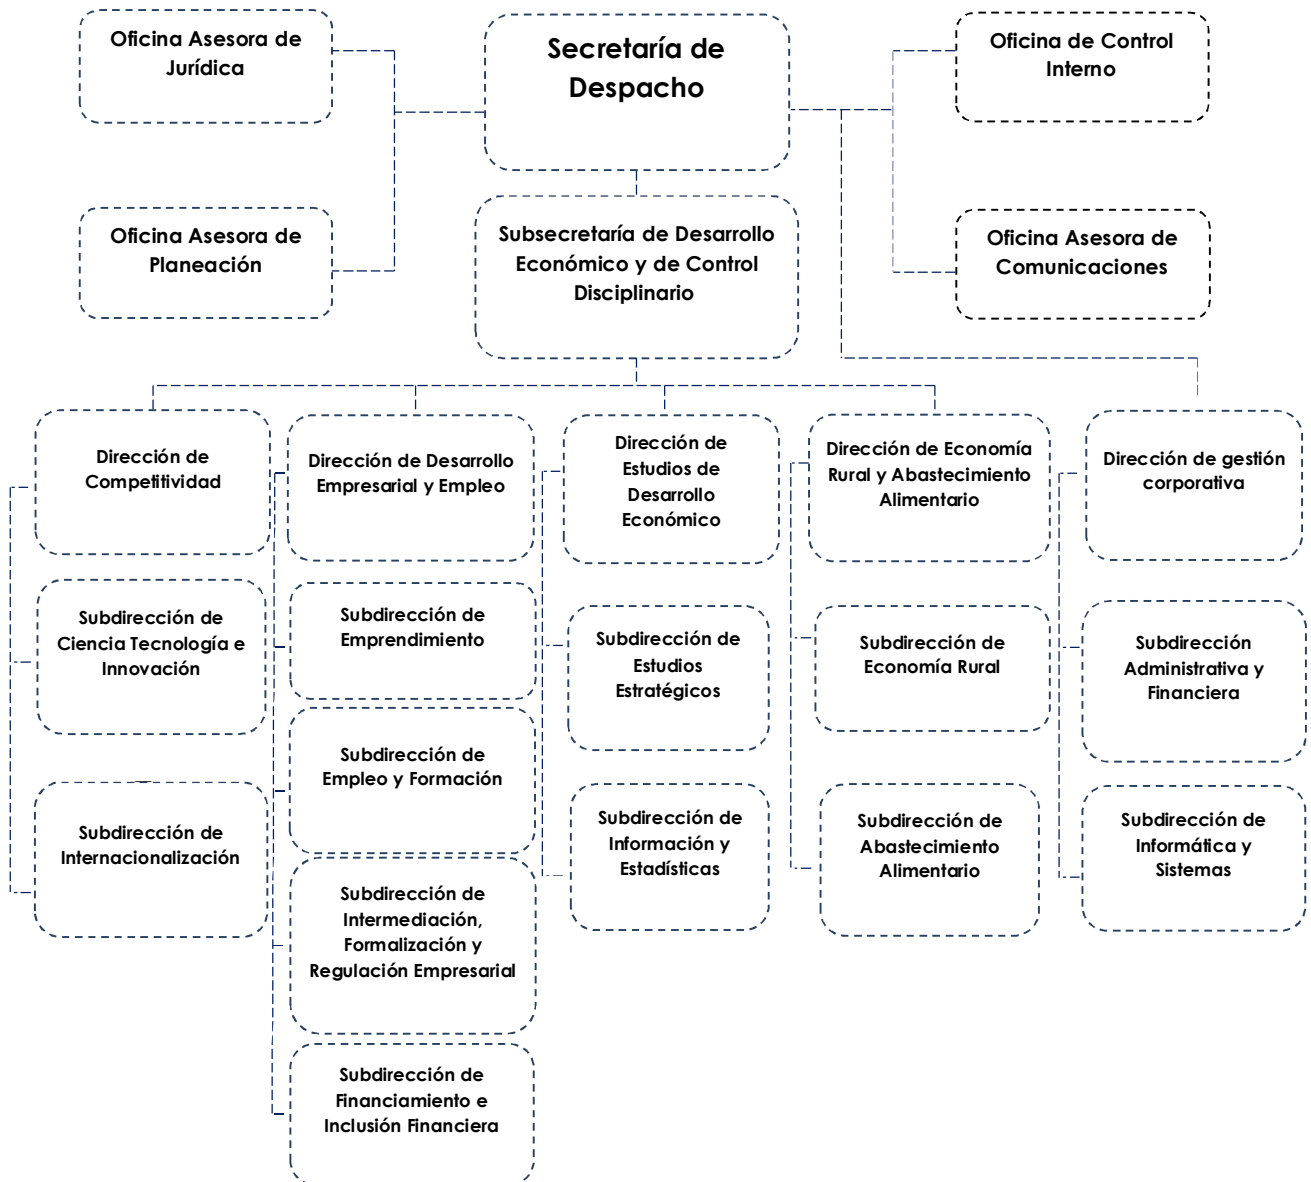 Oficina Asesora de
Jurídica
Secretaría de
Despacho
Oficina de Control
Interno
Oficina Asesora de
Planeación
Subsecretaría de Desarrollo
Económico y de Control
Disciplinario
Oficina Asesora de
Comunicaciones
Dirección de
Competitividad
Dirección de Desarrollo
Empresarial y Empleo
Dirección de
Estudios de
Desarrollo
Económico
Dirección de Economía
Rural y Abastecimiento
Alimentario
Dirección de gestión
corporativa
Subdirección de
Ciencia Tecnología e
Innovación
Subdirección de
Emprendimiento
Subdirección de
Estudios
Estratégicos
Subdirección de
Economía Rural
Subdirección
Administrativa y
Financiera
Subdirección de
Empleo y Formación
Subdirección de
Internacionalización
Subdirección de
Información y
Estadísticas
Subdirección de
Abastecimiento
Alimentario
Subdirección de
Informática y
Sistemas
Subdirección de
Intermediación,
Formalización y
Regulación Empresarial
Subdirección de
Financiamiento e
Inclusión Financiera